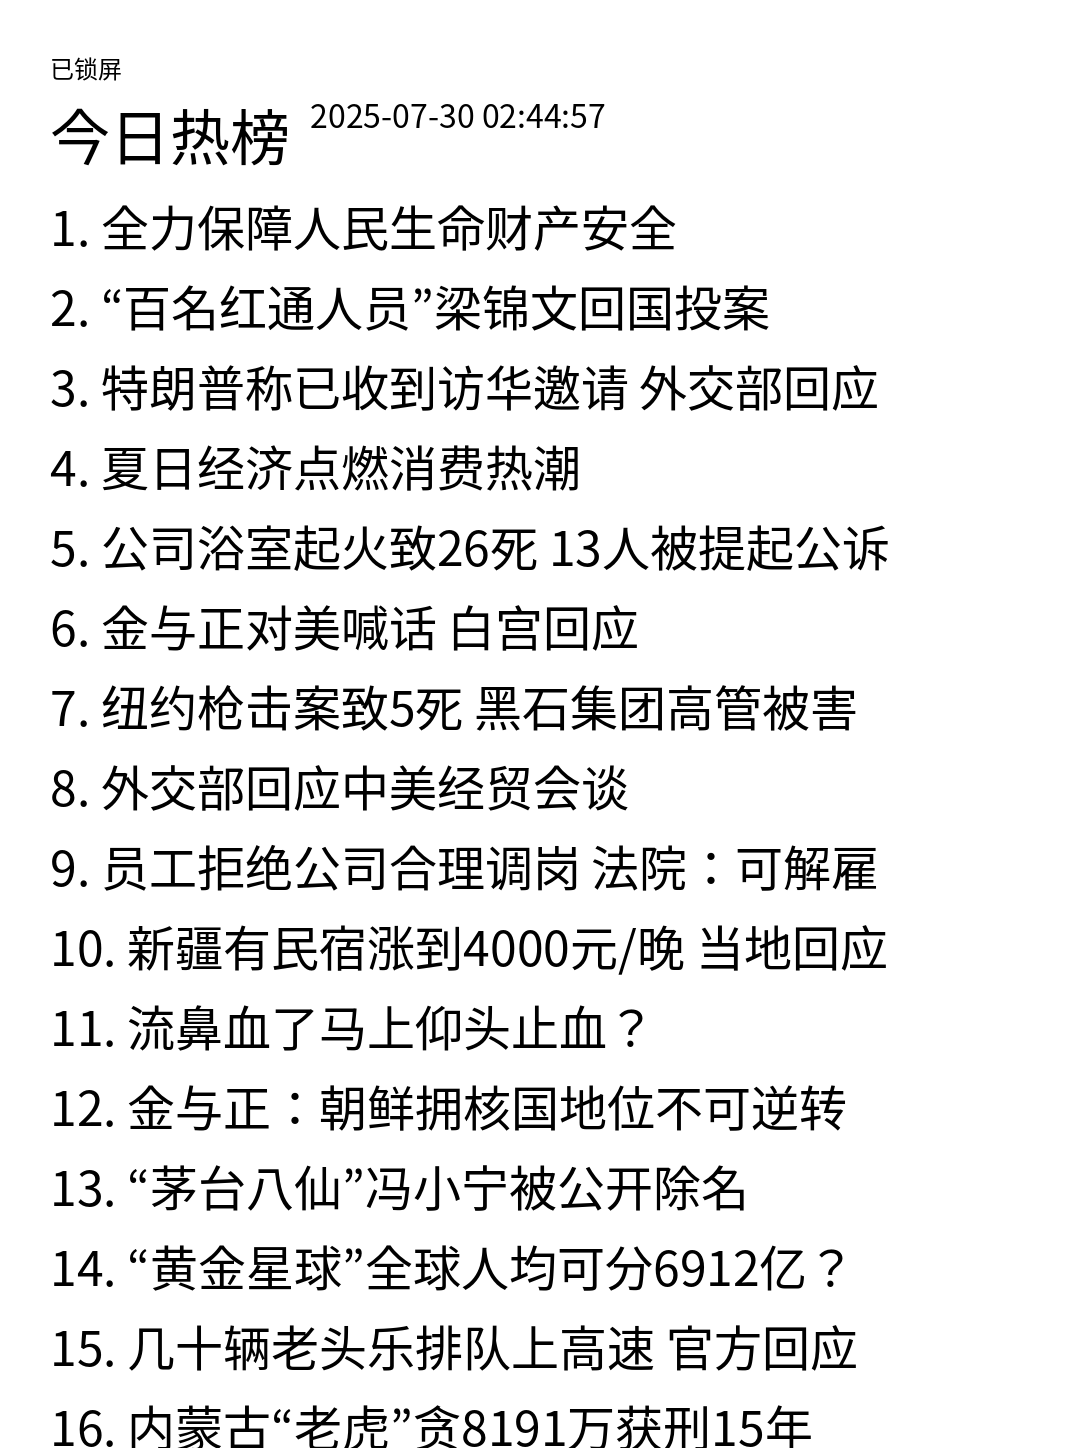 已锁屏
今日热榜 2025-07-30 02:44:57
1. 全力保障人民生命财产安全
2. “百名红通人员”梁锦文回国投案
3. 特朗普称已收到访华邀请 外交部回应
4. 夏日经济点燃消费热潮
5. 公司浴室起火致26死 13人被提起公诉
6. 金与正对美喊话 白宫回应
7. 纽约枪击案致5死 黑石集团高管被害
8. 外交部回应中美经贸会谈
9. 员工拒绝公司合理调岗 法院：可解雇
10. 新疆有民宿涨到4000元/晚 当地回应
11. 流鼻血了马上仰头止血？
12. 金与正：朝鲜拥核国地位不可逆转
13. “茅台八仙”冯小宁被公开除名
14. “黄金星球”全球人均可分6912亿？
15. 几十辆老头乐排队上高速 官方回应
16. 内蒙古“老虎”贪8191万获刑15年